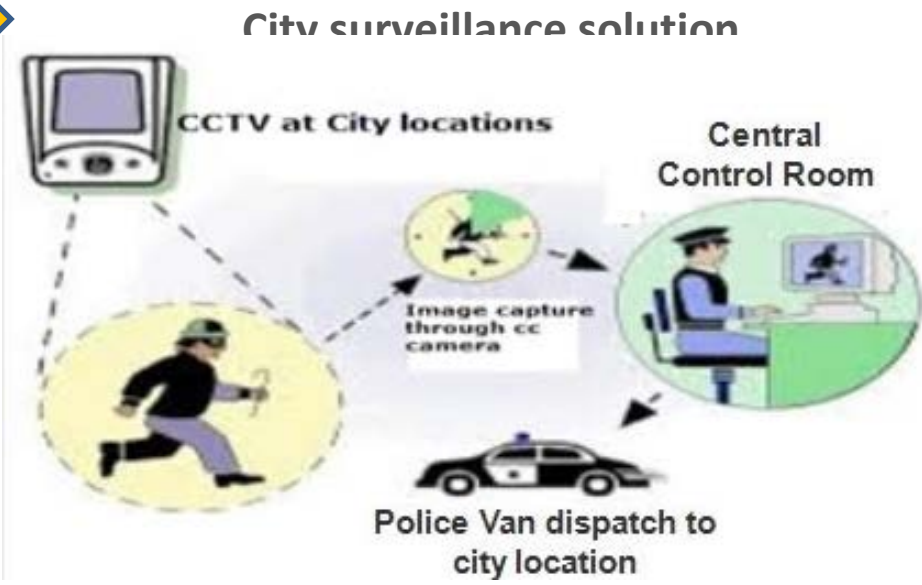 City surveillance solution
CCTV at City locations
Central
Control Room
Image capture
through cc
camera
Police Van dispatch to
city location